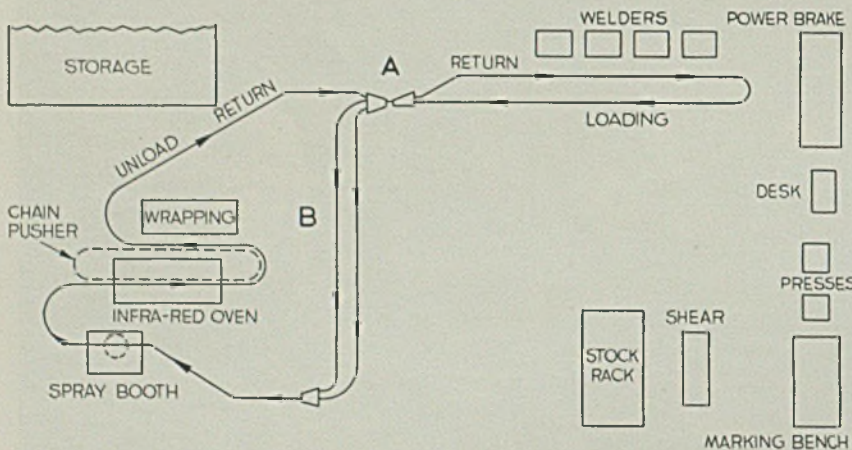 WELDERS
POWER BRAKE
STORAGE
A
RETURN
RETURN
LOADING
UNLOAD
DESK
B
WRAPPING
CHAIN
PUSHER
PRESSES
INFRA-RED OVEN
SHEAR
STOCK
RACK
SPRAY BOOTH
MARKING BENCH